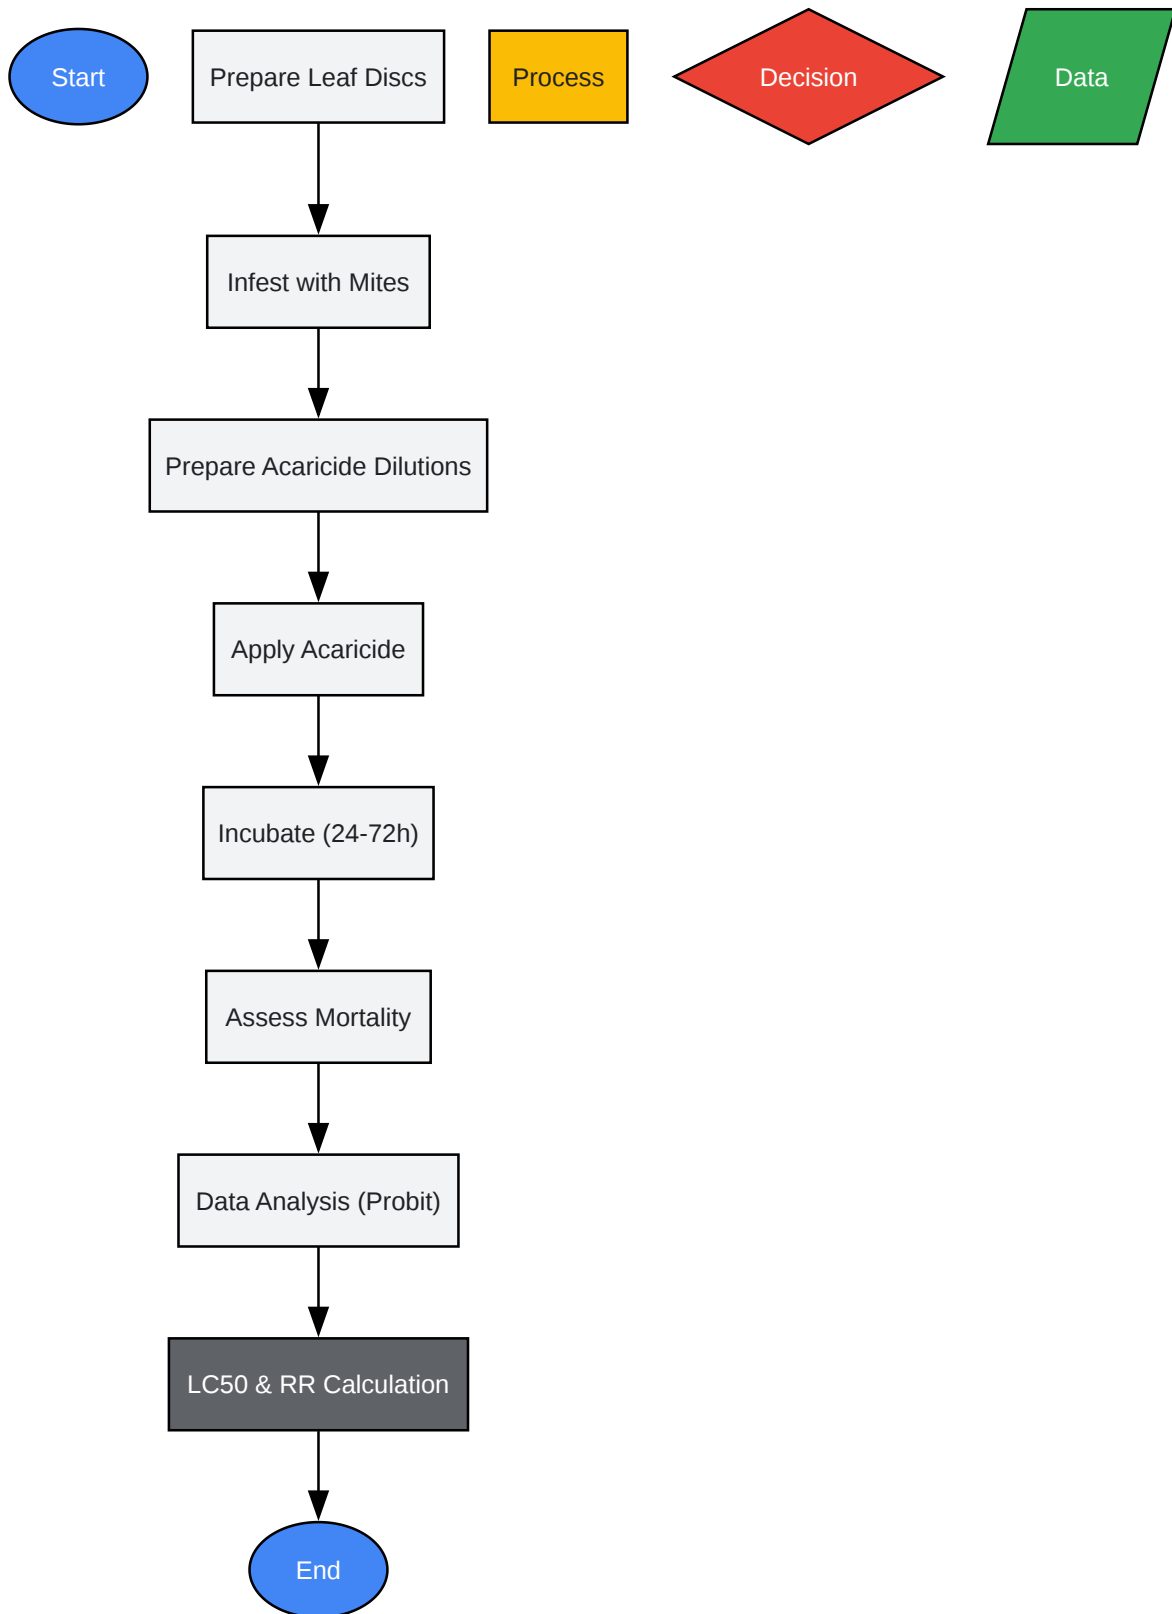 Start
Prepare Leaf Discs
Process
Decision
Data
Infest with Mites
Prepare Acaricide Dilutions
Apply Acaricide
Incubate (24-72h)
Assess Mortality
Data Analysis (Probit)
LC50 & RR Calculation
End